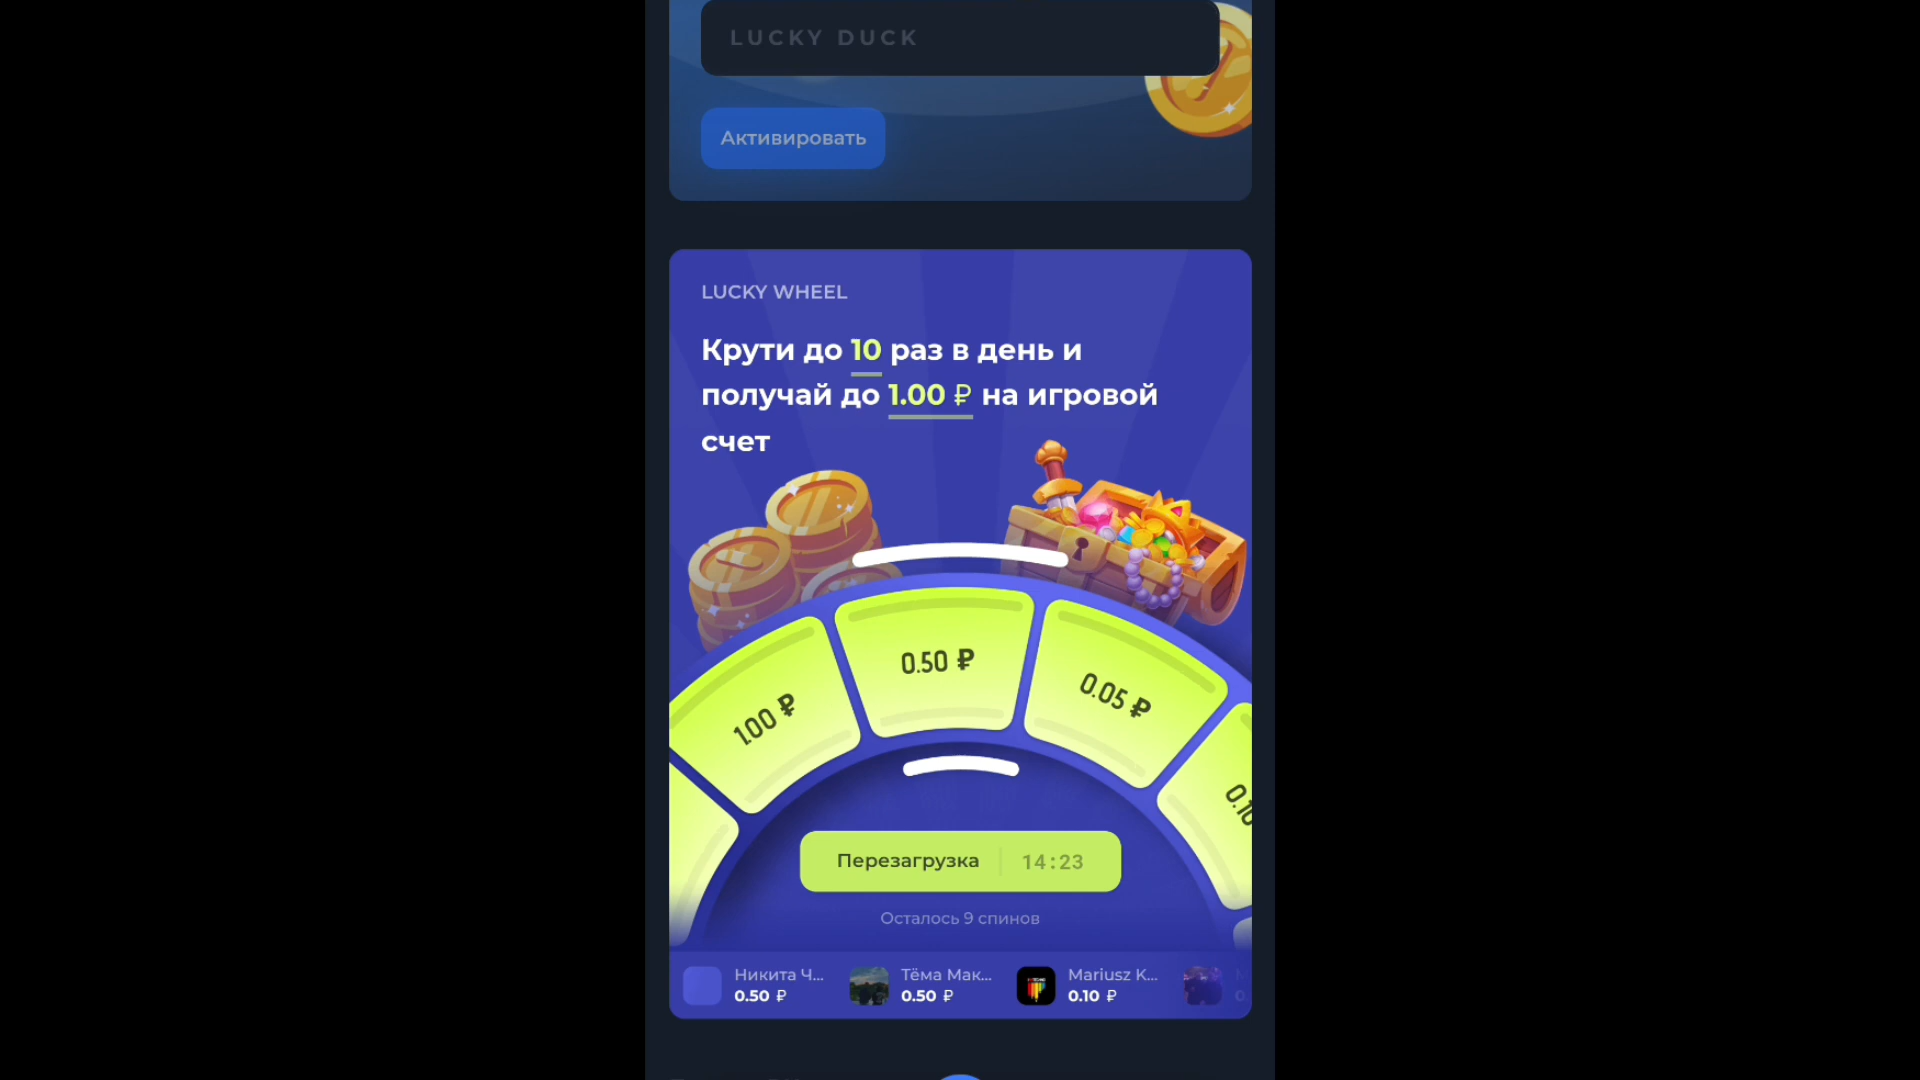 LUCKY DUCK
Активировать
LUCKY WHEEL
Крути до 10 раз в день и
получай до 1.00 ₽ на игровой
счет
1.00 ₽
0.50 ₽
0.05 ₽
0.10
Перезагрузка 14:23
Осталось 9 спинов
Никита Ч... Тёма Мак... Mariusz K...
0.50 ₽ 0.50 ₽ 0.10 ₽